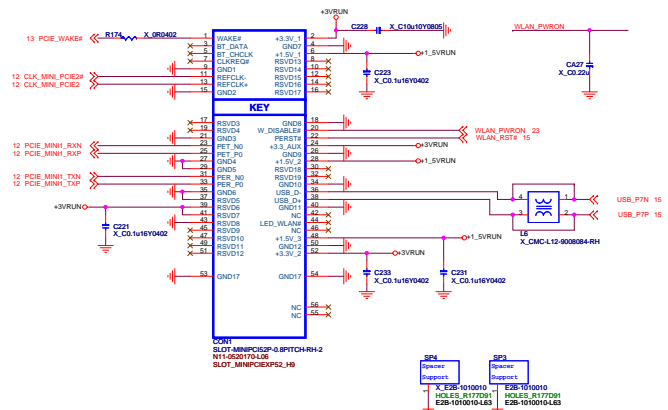 +3VRUN
C228 X_C10u10Y0805
WLAN_PWRON
13 PCIE_WAKE# R174 X_0R0402
1 WAKE# +3.3V_1 2
3 BT_DATA GND7 4
5 BT_CHCLK +1.5V_1 6 +1_5VRUN
7 CLKREQ# RSVD13 8
9 GND1 RSVD14 10
12 CLK_MINI_PCIE2# 11 REFCLK- RSVD15 12
12 CLK_MINI_PCIE2 13 REFCLK+ RSVD16 14
15 GND2 RSVD17 16
C223
X_C0.1u16Y0402
CA27
X_C0.22u
KEY
17 RSVD3 GND8 18
19 RSVD4 W_DISABLE# 20 WLAN_PWRON 23
21 GND3 PERST# 22 WLAN_RST# 15
12 PCIE_MINI1_RXN 23 PET_N0 +3.3_AUX 24 +3VRUN
12 PCIE_MINI1_RXP 25 PET_P0 GND9 26
27 GND4 +1.5V_2 28 +1_5VRUN
29 GND5 RSVD18 30
12 PCIE_MINI1_TXN 31 PER_N0 RSVD19 32
12 PCIE_MINI1_TXP 33 PER_P0 GND10 34
35 GND6 USB_D- 36
37 RSVD5 USB_D+ 38
+3VRUN 39 RSVD6 GND11 40
41 RSVD7 NC 42
43 RSVD8 LED_WLAN# 44
45 RSVD9 NC 46
47 RSVD10 +1.5V_3 48 +1_5VRUN
49 RSVD11 GND12 50
51 RSVD12 +3.3V_2 52 +3VRUN
53 GND17 GND17 54
NC 56
NC 55
C221
X_C0.1u16Y0402
4 1 USB_P7N 15
3 2 USB_P7P 15
L6
X_CMC-L12-9008084-RH
C233
X_C0.1u16Y0402
C231
X_C0.1u16Y0402
CON1
SLOT-MINIPCI52P-0.8PITCH-RH-2
N11-0520170-L06
SLOT_MINIPCIEXP52_H9
SP4
Spacer
Support
X_E2B-1010010
HOLES_R177D91
E2B-1010010-L63
SP3
Spacer
Support
E2B-1010010
HOLES_R177D91
E2B-1010010-L63